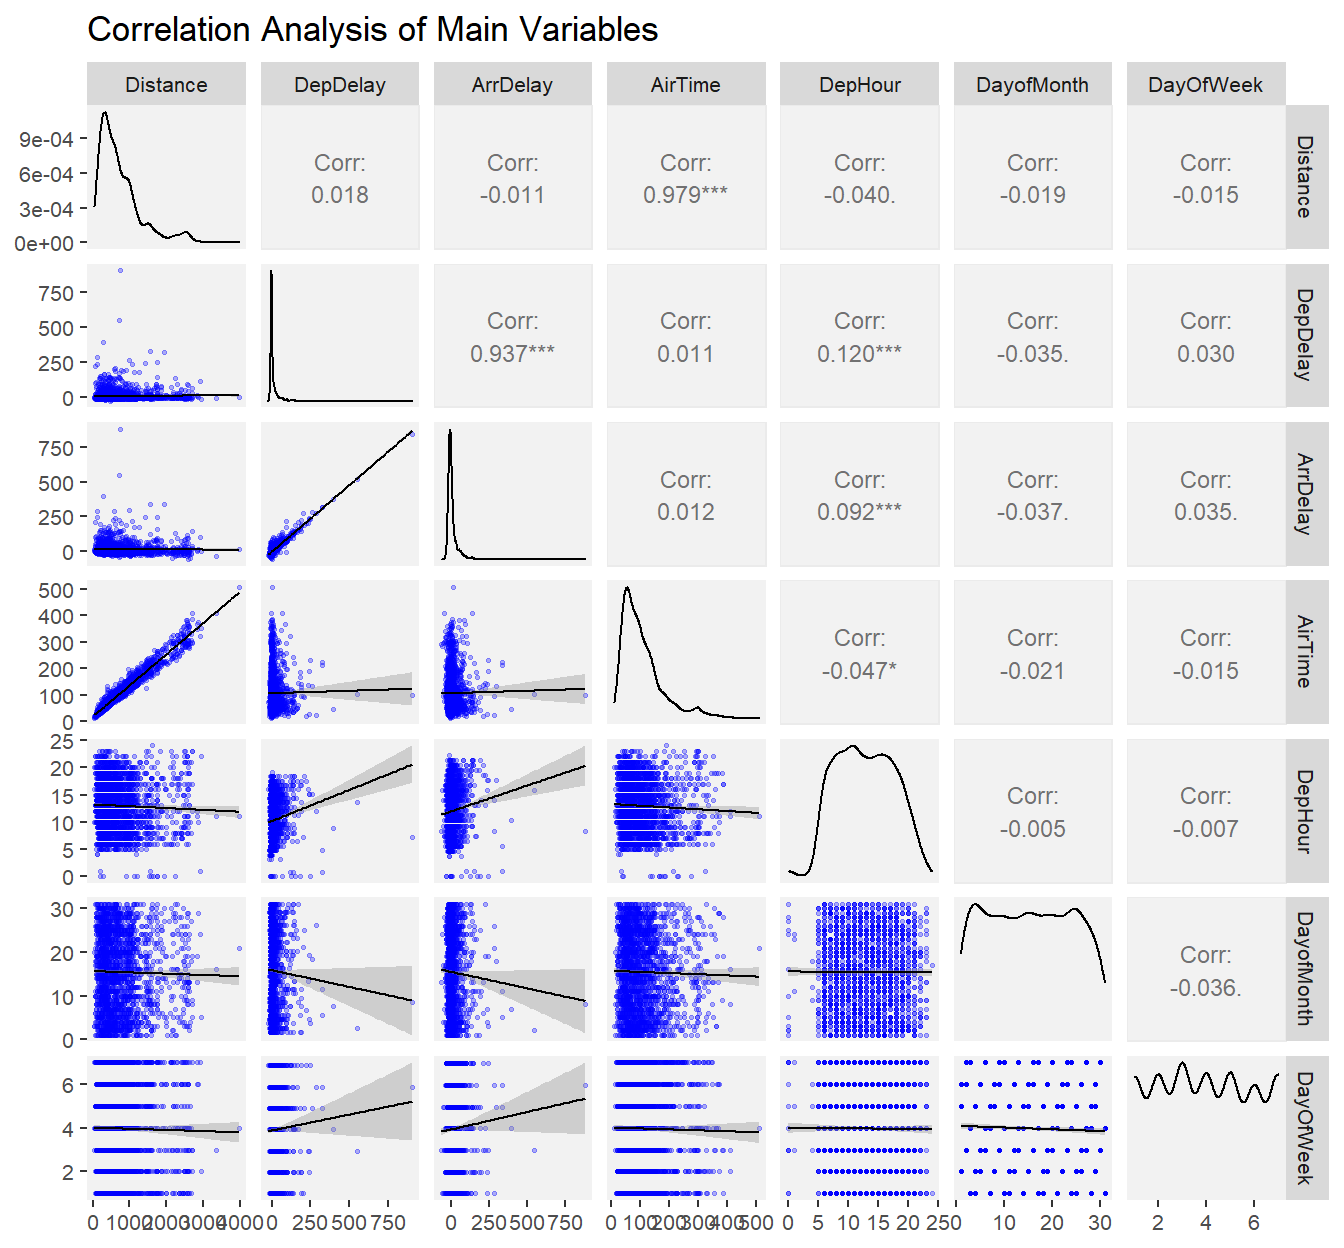 Correlation Analysis of Main Variables
Distance DepDelay ArrDelay AirTime DepHour DayofMonth DayOfWeek
9e-04
6e-04
3e-04
0e+00
Corr:
0.018
Corr:
-0.011
Corr:
0.979***
Corr:
-0.040.
Corr:
-0.019
Corr:
-0.015
Distance
750
500
250
0
Corr:
0.937***
Corr:
0.011
Corr:
0.120***
Corr:
-0.035.
Corr:
0.030
DepDelay
750
500
250
0
Corr:
0.012
Corr:
0.092***
Corr:
-0.037.
Corr:
0.035.
ArrDelay
500
400
300
200
100
0
Corr:
-0.047*
Corr:
-0.021
Corr:
-0.015
AirTime
25
20
15
10
5
0
Corr:
-0.005
Corr:
-0.007
DepHour
30
20
10
0
Corr:
-0.036.
DayofMonth
6
4
2
DayOfWeek
0 1000 2000 3000 4000 0 250 500 750 0 250 500 750 0 100 200 300 400 500 0 5 10 15 20 25 0 10 20 30 2 4 6